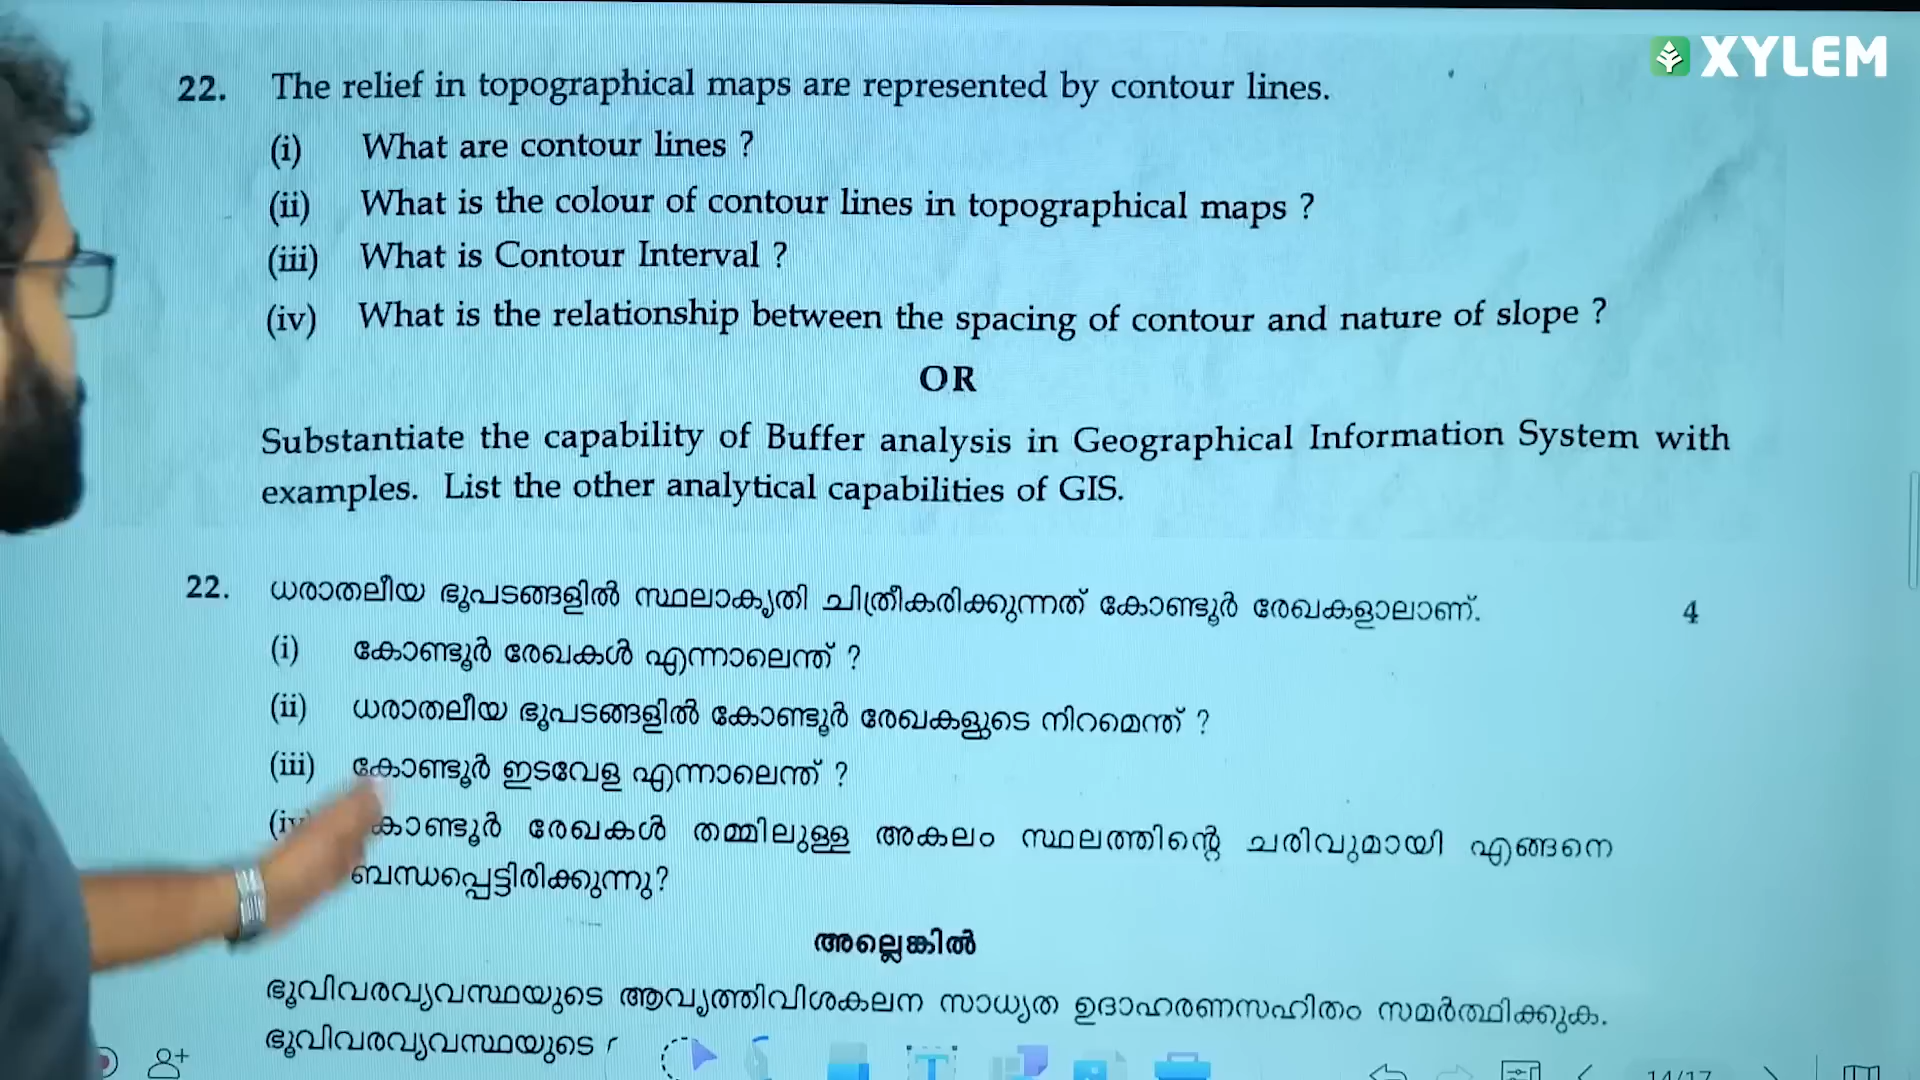 XYLEM
22. The relief in topographical maps are represented by contour lines.
(i) What are contour lines ?
(ii) What is the colour of contour lines in topographical maps ?
(iii) What is Contour Interval ?
(iv) What is the relationship between the spacing of contour and nature of slope ?
OR
Substantiate the capability of Buffer analysis in Geographical Information System with
examples. List the other analytical capabilities of GIS.
22. ധരാതലീയ ഭൂപടങ്ങളിൽ സ്ഥലാകൃതി ചിത്രീകരിക്കുന്നത് കോണ്ടൂർ രേഖകളാലാണ്. 4
(i) കോണ്ടൂർ രേഖകൾ എന്നാലെന്ത് ?
(ii) ധരാതലീയ ഭൂപടങ്ങളിൽ കോണ്ടൂർ രേഖകളുടെ നിറമെന്ത് ?
(iii) കോണ്ടൂർ ഇടവേള എന്നാലെന്ത് ?
കോണ്ടൂർ രേഖകൾ തമ്മിലുള്ള അകലം സ്ഥലത്തിന്റെ ചരിവുമായി എങ്ങനെ
ബന്ധപ്പെട്ടിരിക്കുന്നു?
അല്ലെങ്കിൽ
ഭൂവിവരവ്യവസ്ഥയുടെ ആവൃത്തിവിശകലന സാധ്യത ഉദാഹരണസഹിതം സമർത്ഥിക്കുക.
ഭൂവിവരവ്യവസ്ഥയുടെ
14/17